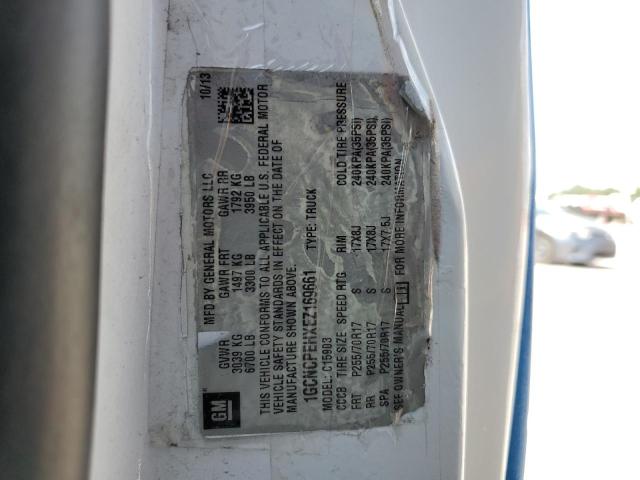 MFD BY GENERAL MOTORS LLC 10/13
GVWR GAWR FRT GAWR RR
3039 KG 1497 KG 1792 KG
6700 LB 3300 LB 3950 LB
THIS VEHICLE CONFORMS TO ALL APPLICABLE U.S. FEDERAL MOTOR
VEHICLE SAFETY STANDARDS IN EFFECT ON THE DATE OF
MANUFACTURE SHOWN ABOVE.
GM
1GCNCPEHXEZ169661 TYPE: TRUCK
MODEL: C15903
CCCB TIRE SIZE SPEED RTG RIM COLD TIRE PRESSURE
FRT P255/70R17 S 17X8J 240KPA(35PSI)
RR P255/70R17 S 17X8J 240KPA(35PSI)
SPA P255/70R17 S 17X7.5J 240KPA(35PSI)
SEE OWNER'S MANUAL FOR MORE INFORMATION